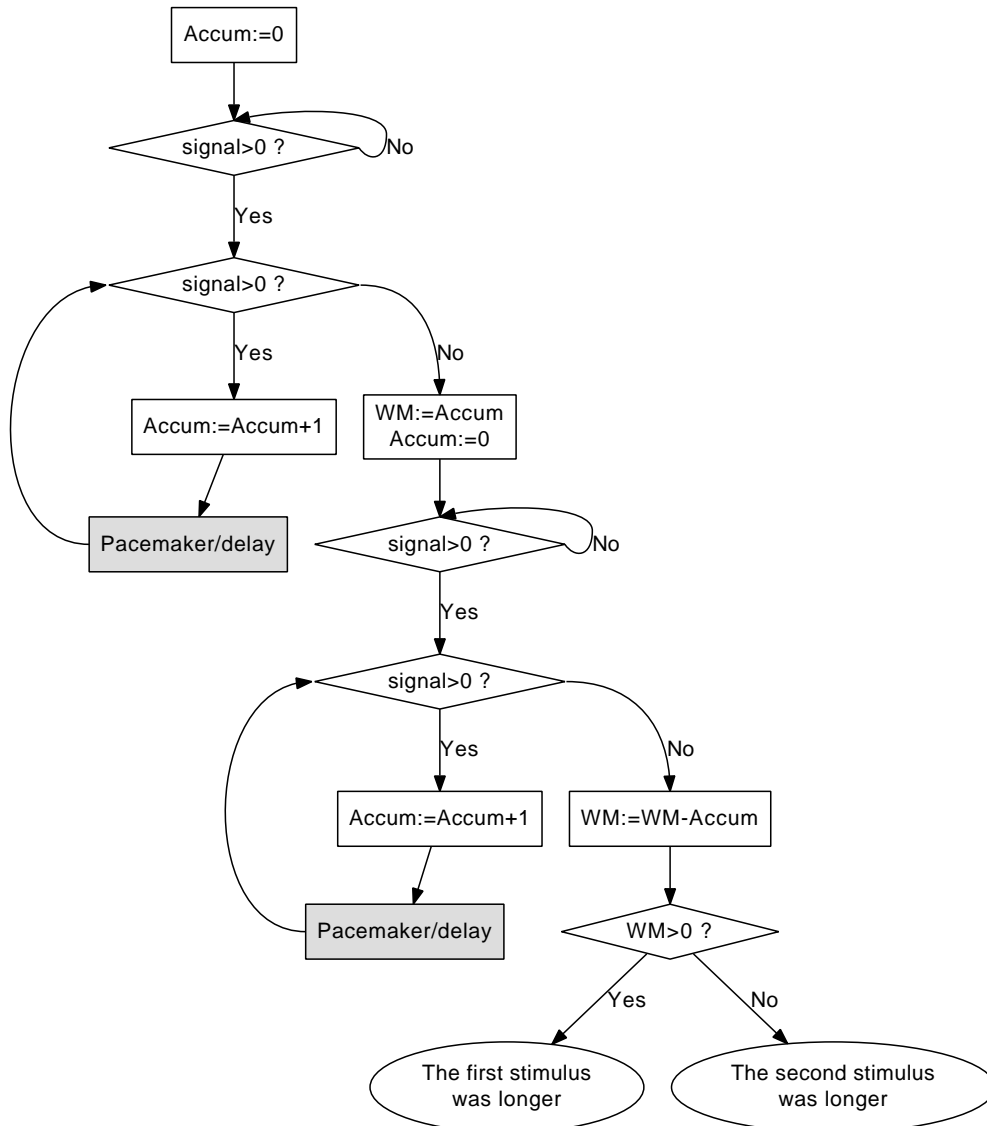 Accum:=0
signal>0 ?
No
Yes
signal>0 ?
Yes
No
Accum:=Accum+1
WM:=Accum
Accum:=0
Pacemaker/delay
signal>0 ?
No
Yes
signal>0 ?
Yes
No
Accum:=Accum+1
WM:=WM-Accum
Pacemaker/delay
WM>0 ?
Yes
No
The first stimulus
was longer
The second stimulus
was longer